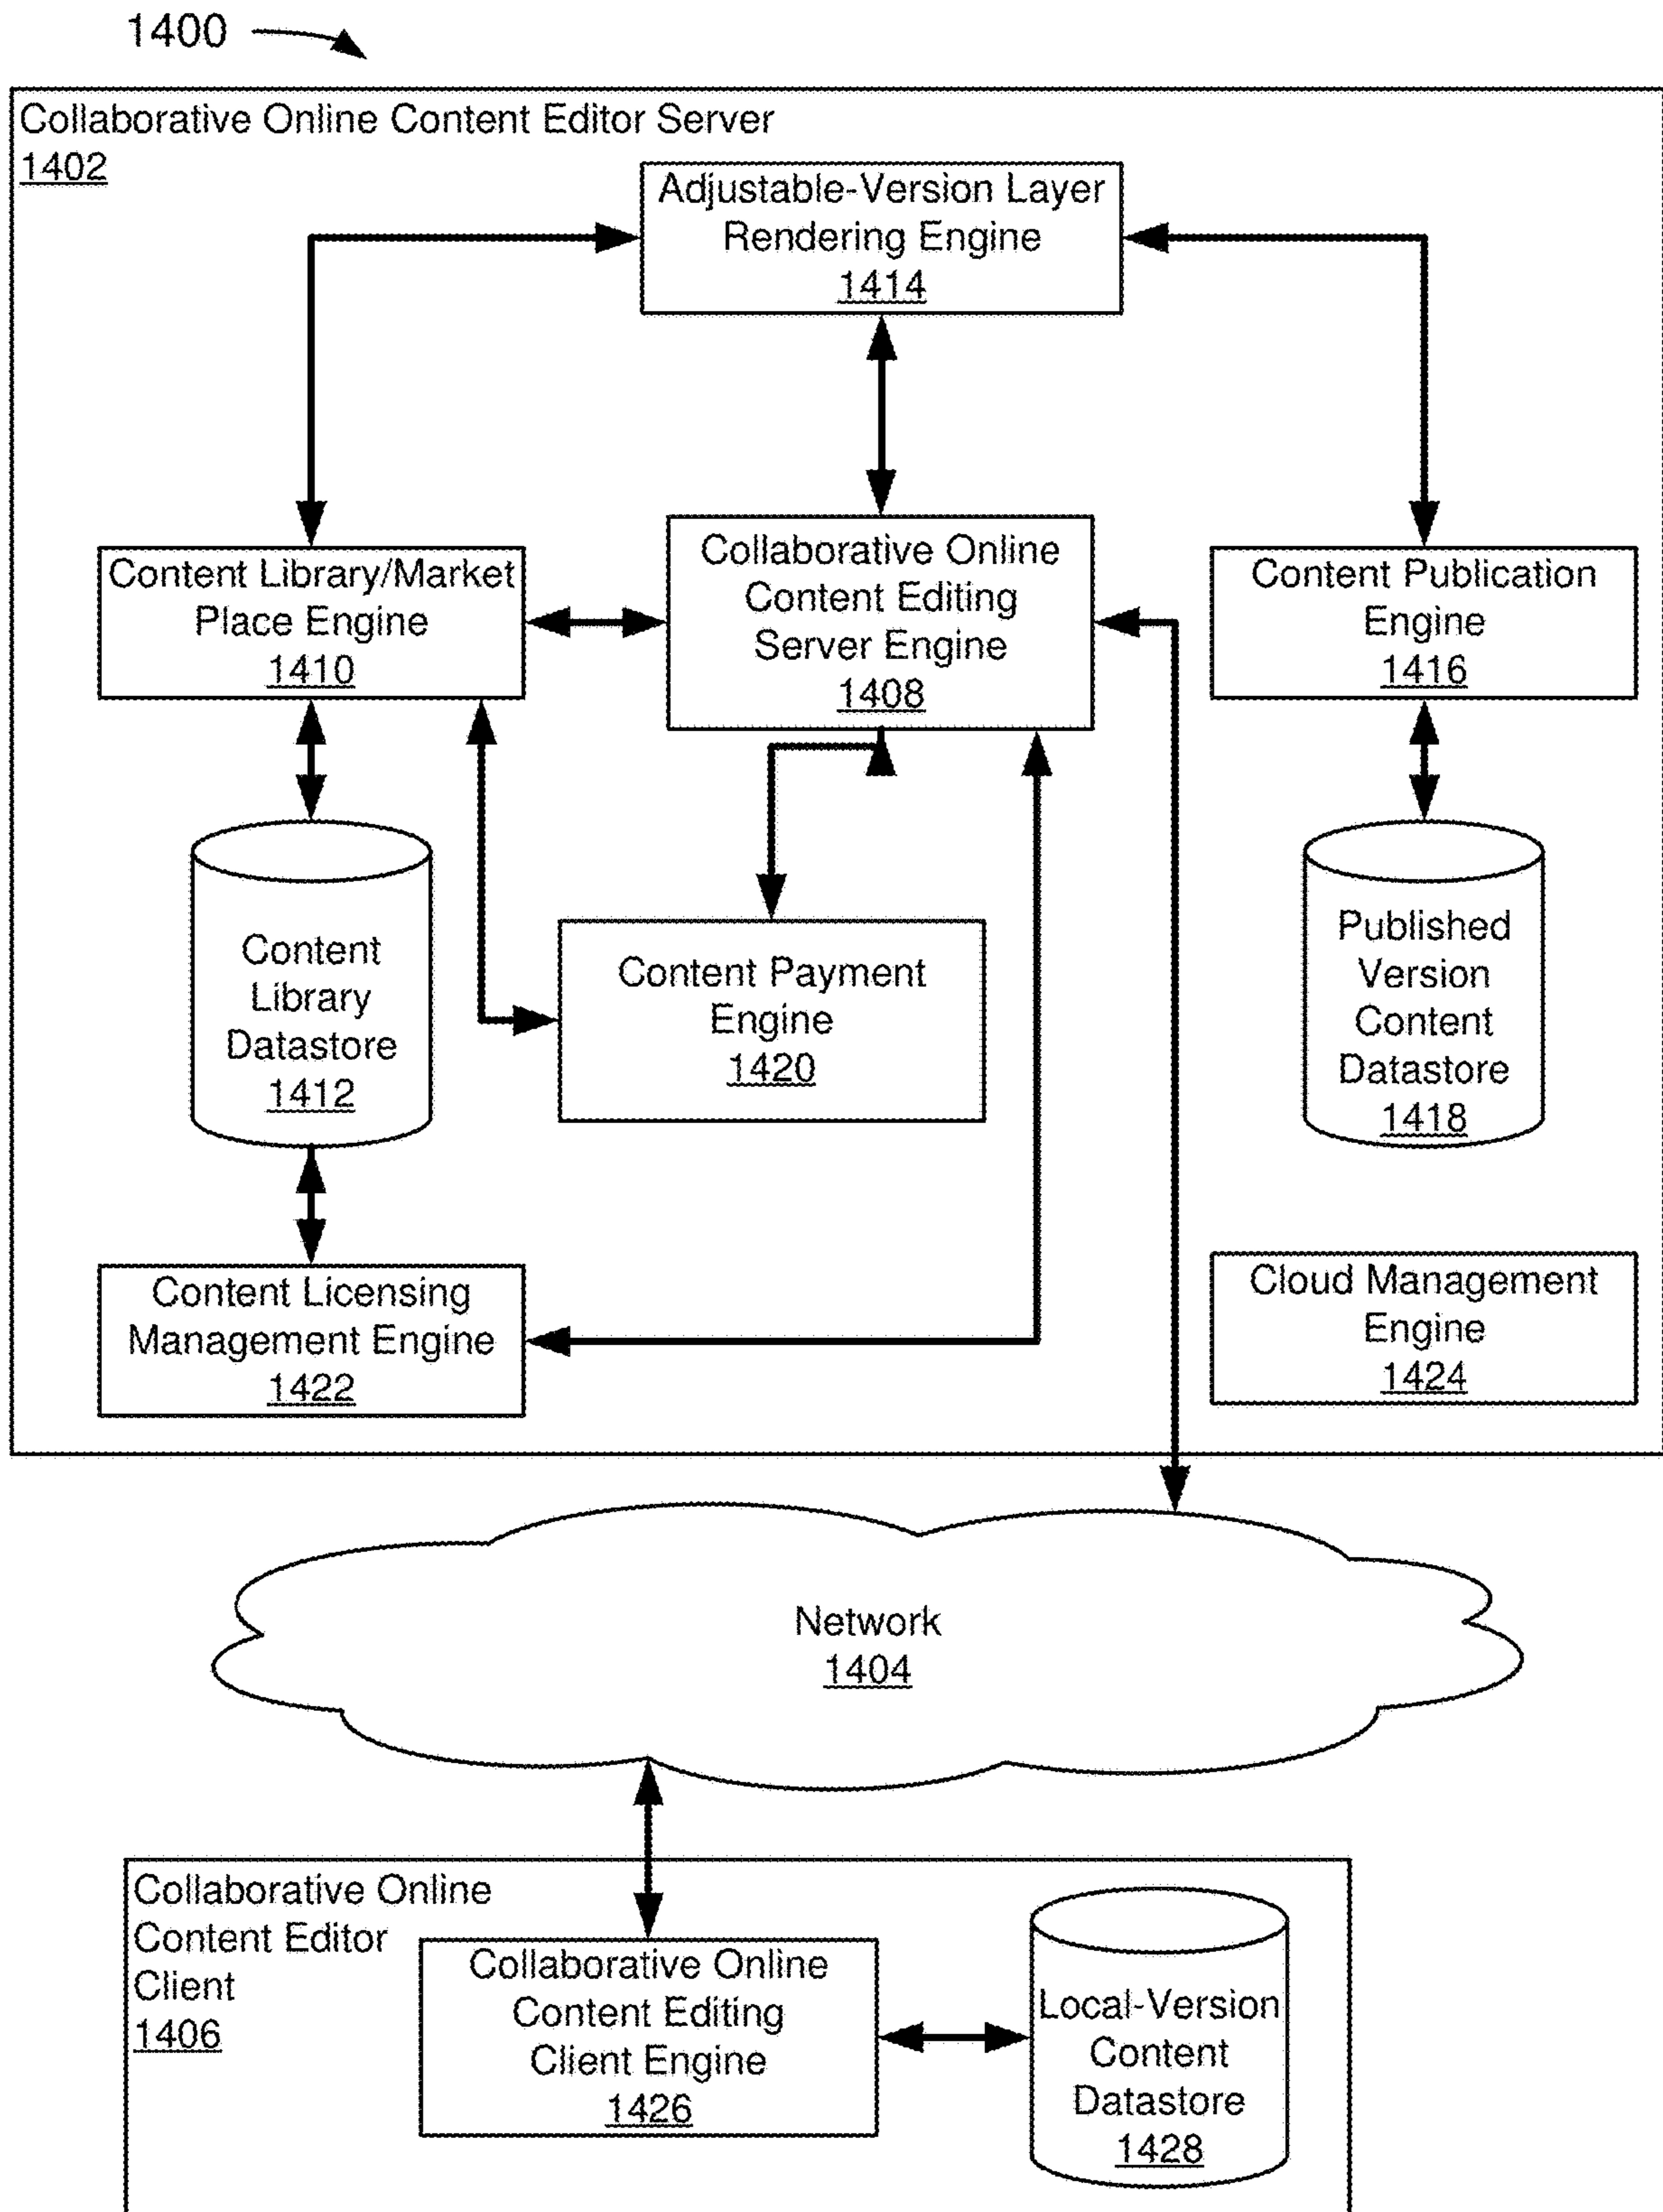 1400
Collaborative Online Content Editor Server
1402
Adjustable-Version Layer
Rendering Engine
1414
Content Library/Market
Place Engine
1410
Collaborative Online
Content Editing
Server Engine
1408
Content Publication
Engine
1416
Content
Library
Datastore
1412
Content Payment
Engine
1420
Published
Version
Content
Datastore
1418
Content Licensing
Management Engine
1422
Cloud Management
Engine
1424
Network
1404
Collaborative Online
Content Editor
Client
1406
Collaborative Online
Content Editing
Client Engine
1426
Local-Version
Content
Datastore
1428